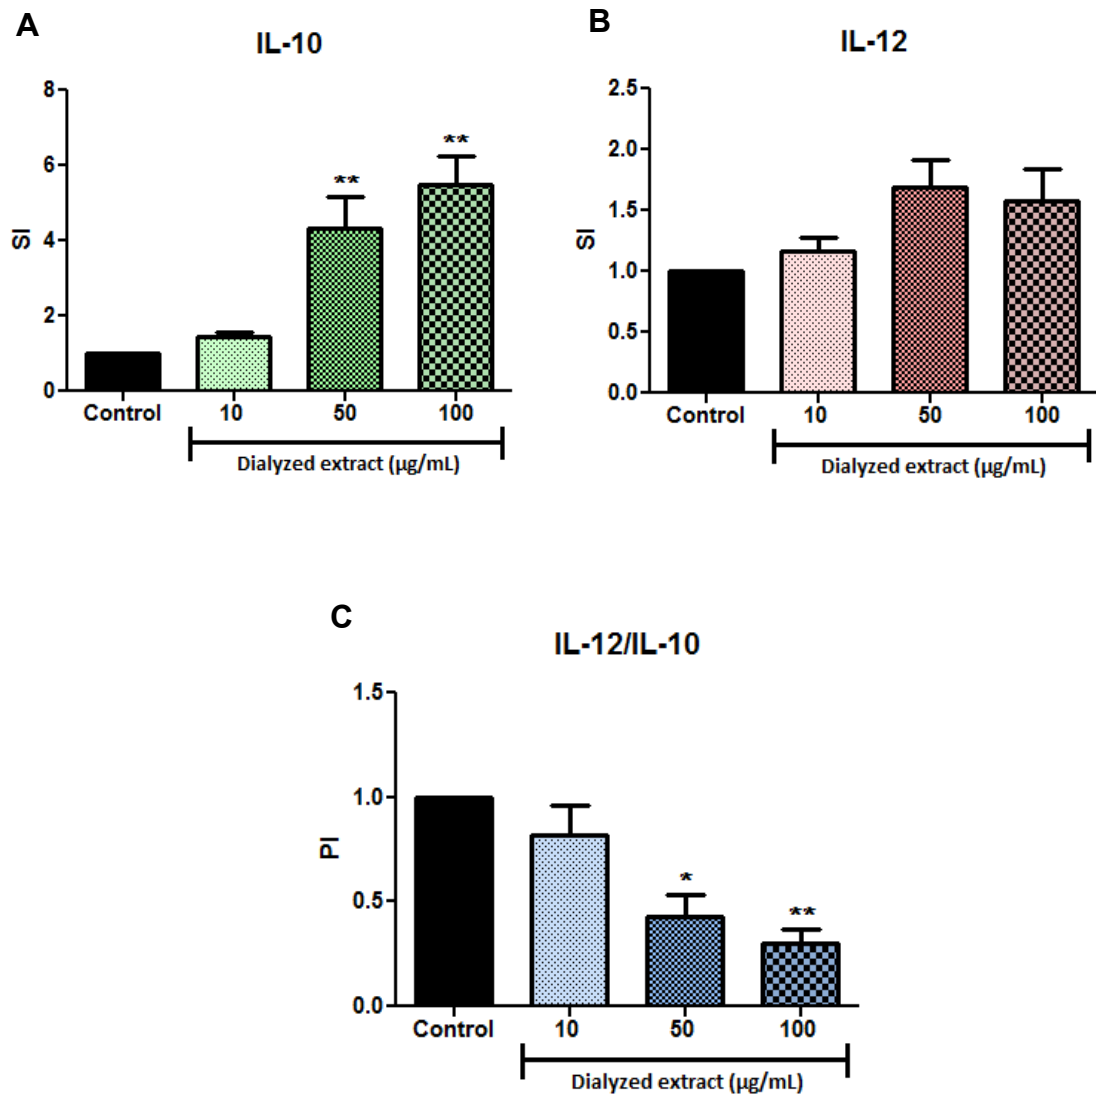 A
IL-10
8
6
4
2
0
SI
**
**
Control 10 50 100
Dialyzed extract (µg/mL)
B
IL-12
2.5
2.0
1.5
1.0
0.5
0.0
SI
Control 10 50 100
Dialyzed extract (µg/mL)
C
IL-12/IL-10
1.5
1.0
0.5
0.0
PI
*
**
Control 10 50 100
Dialyzed extract (µg/mL)